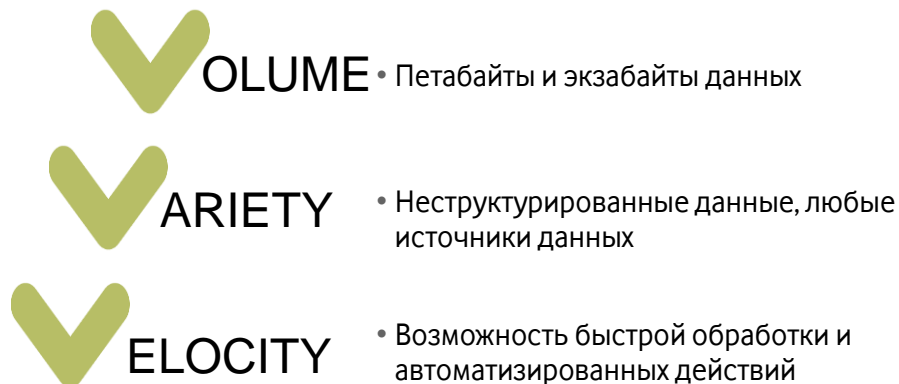 VOLUME • Петабайты и экзабайты данных
VARIETY • Неструктурированные данные, любые
источники данных
VELOCITY • Возможность быстрой обработки и
автоматизированных действий